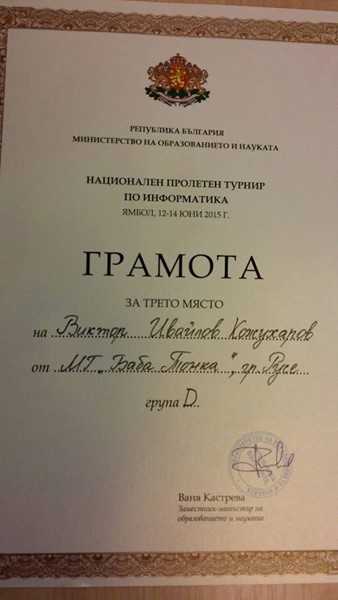 РЕПУБЛИКА БЪЛГАРИЯ
МИНИСТЕРСТВО НА ОБРАЗОВАНИЕТО И НАУКАТА
НАЦИОНАЛЕН ПРОЛЕТЕН ТУРНИР
ПО ИНФОРМАТИКА
ЯМБОЛ, 12-14 ЮНИ 2015 Г.
ГРАМОТА
ЗА ТРЕТО МЯСТО
на Виктор Ивайлов Кожухаров
от МГ „Баба Тонка“, гр. Русе
група D
Ваня Кастрева
Заместник-министър на
образованието и науката